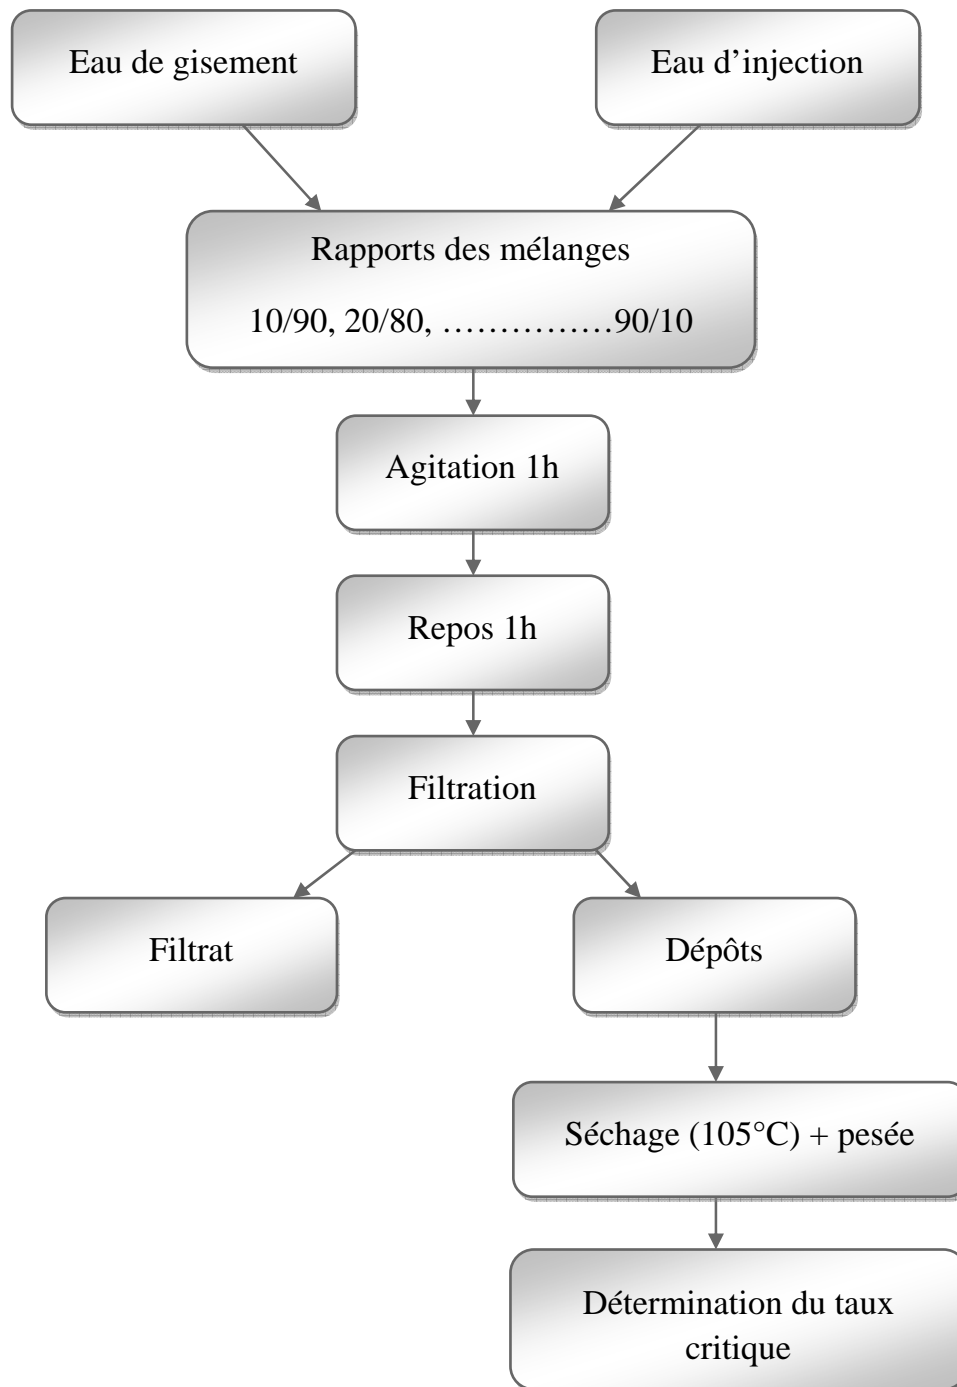 Eau de gisement
Eau d’injection
Rapports des mélanges
10/90, 20/80, ……………90/10
Agitation 1h
Repos 1h
Filtration
Filtrat
Dépôts
Séchage (105°C) + pesée
Détermination du taux
critique